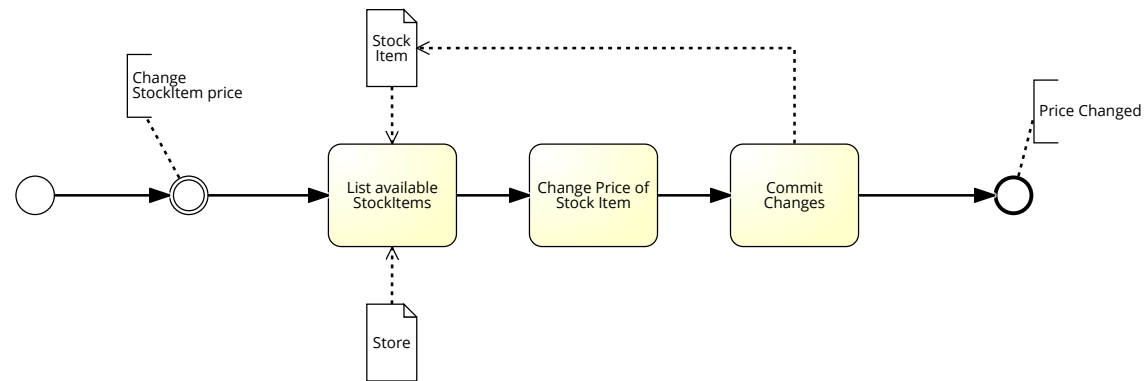 Stock
Item
Change
StockItem price
Price Changed
List available
StockItems
Change Price of
Stock Item
Commit
Changes
Store